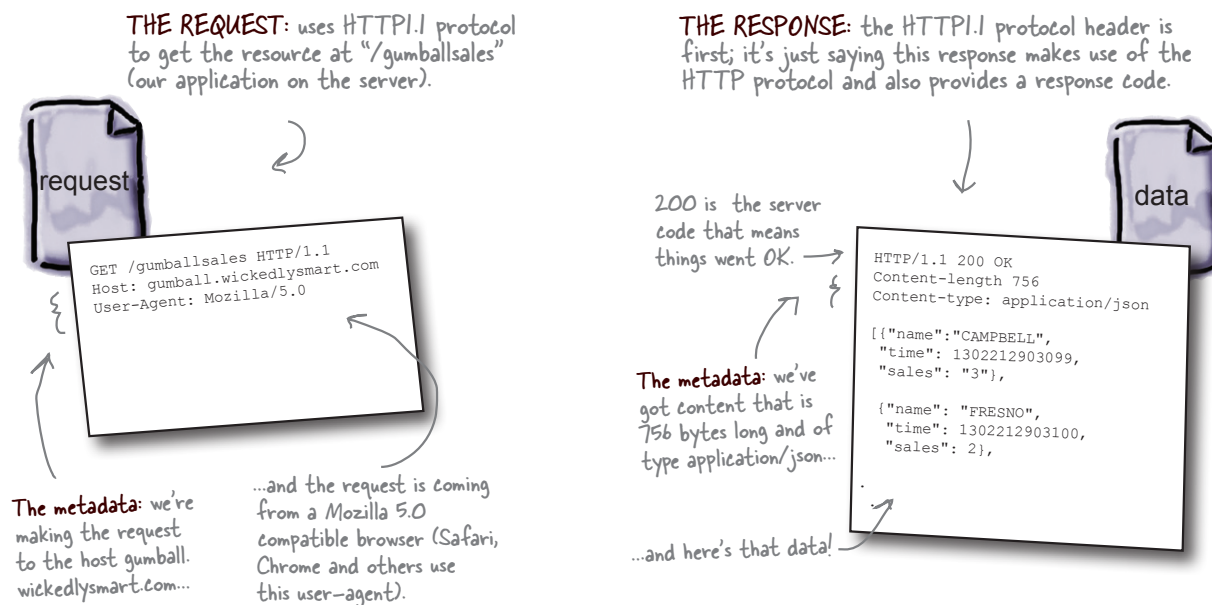 THE REQUEST: uses HTTP1.1 protocol
to get the resource at “/gumballsales”
(our application on the server).
request
GET /gumballsales HTTP/1.1
Host: gumball.wickedlysmart.com
User-Agent: Mozilla/5.0
The metadata: we're
making the request
to the host gumball.
wickedlysmart.com...
...and the request is coming
from a Mozilla 5.0
compatible browser (Safari,
Chrome and others use
this user-agent).
THE RESPONSE: the HTTP1.1 protocol header is
first; it's just saying this response makes use of the
HTTP protocol and also provides a response code.
data
200 is the server
code that means
things went OK.
HTTP/1.1 200 OK
Content-length 756
Content-type: application/json
[{"name":"CAMPBELL",
"time": 1302212903099,
"sales": "3"},
{"name": "FRESNO",
"time": 1302212903100,
"sales": 2},
.
.
The metadata: we've
got content that is
756 bytes long and of
type application/json...
...and here's that data!